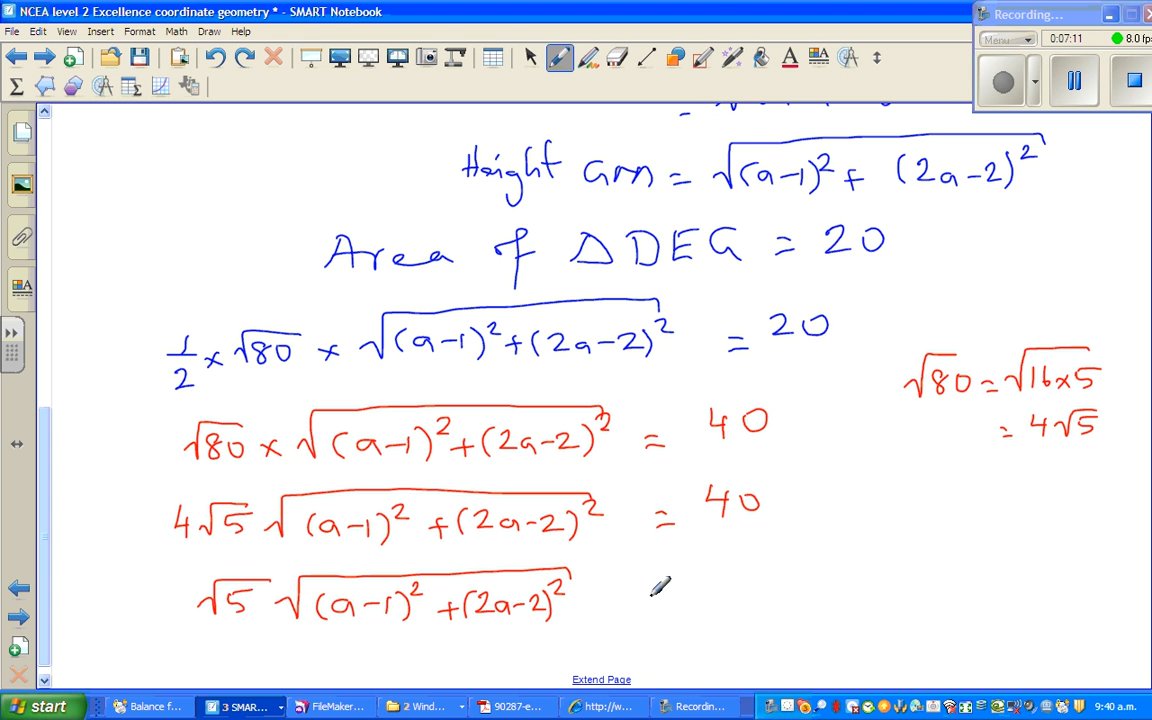 NCEA level 2 Excellence coordinate geometry * - SMART Notebook
Recording...
File Edit View Insert Format Math Draw Help
Menu 0:07:11 8.0 fp
Height Gm = √((a-1)² + (2a-2)²)
Area of △DEG = 20
1/2 × √80 × √((a-1)²+(2a-2)²) = 20
√80 = √(16×5)
= 4√5
√80 × √((a-1)²+(2a-2)²) = 40
4√5 √((a-1)² +(2a-2)²) = 40
√5 √((a-1)² +(2a-2)²)
Extend Page
start Balance f... 3 SMAR... FileMaker... 2 Wind... 90287-e... http://w... Recordin... 9:40 a.m.